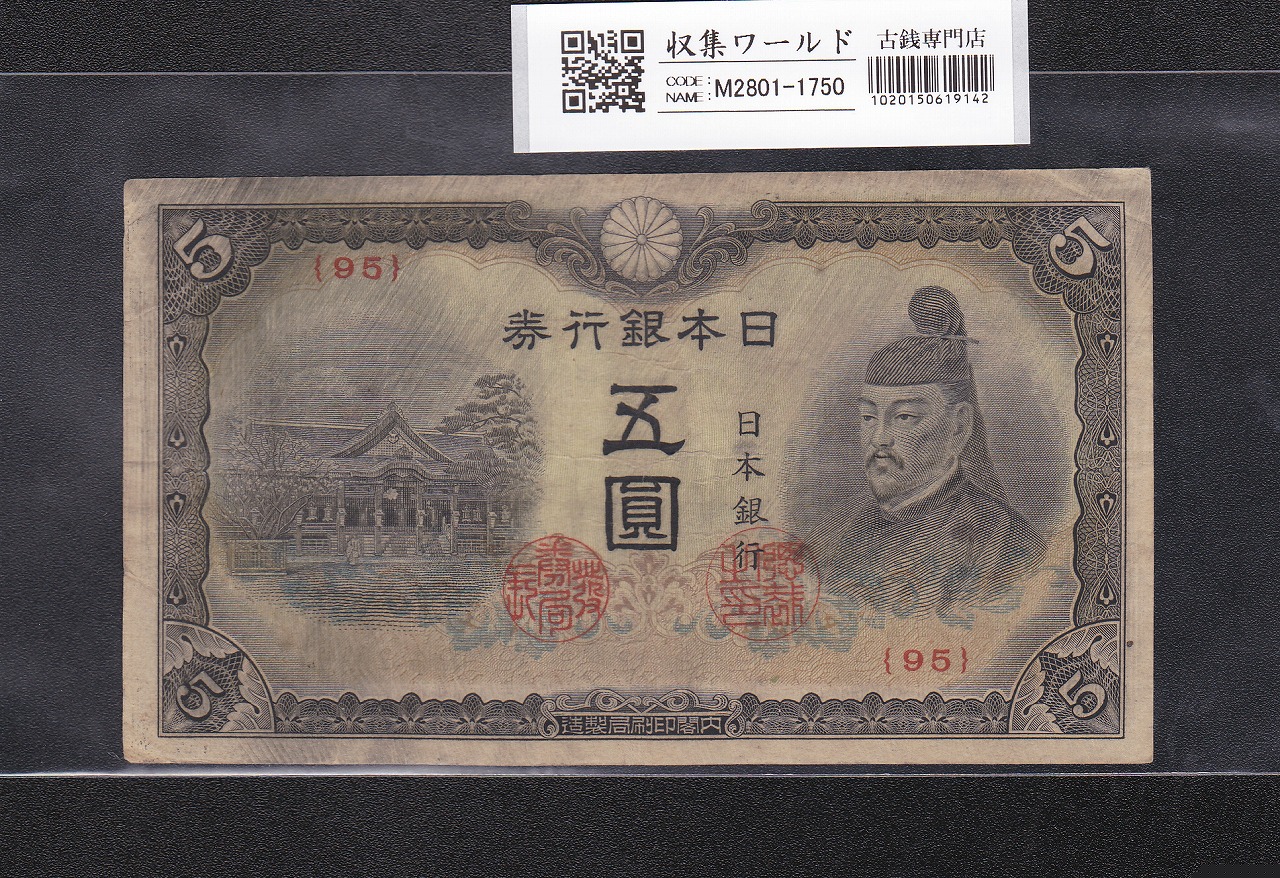 収集ワールド 古銭専門店
CODE:
NAME: M2801-1750
1020150619142
5 5
{95}
日本銀行券
五圓
日本銀行
{95}
5 5
内閣印刷局製造